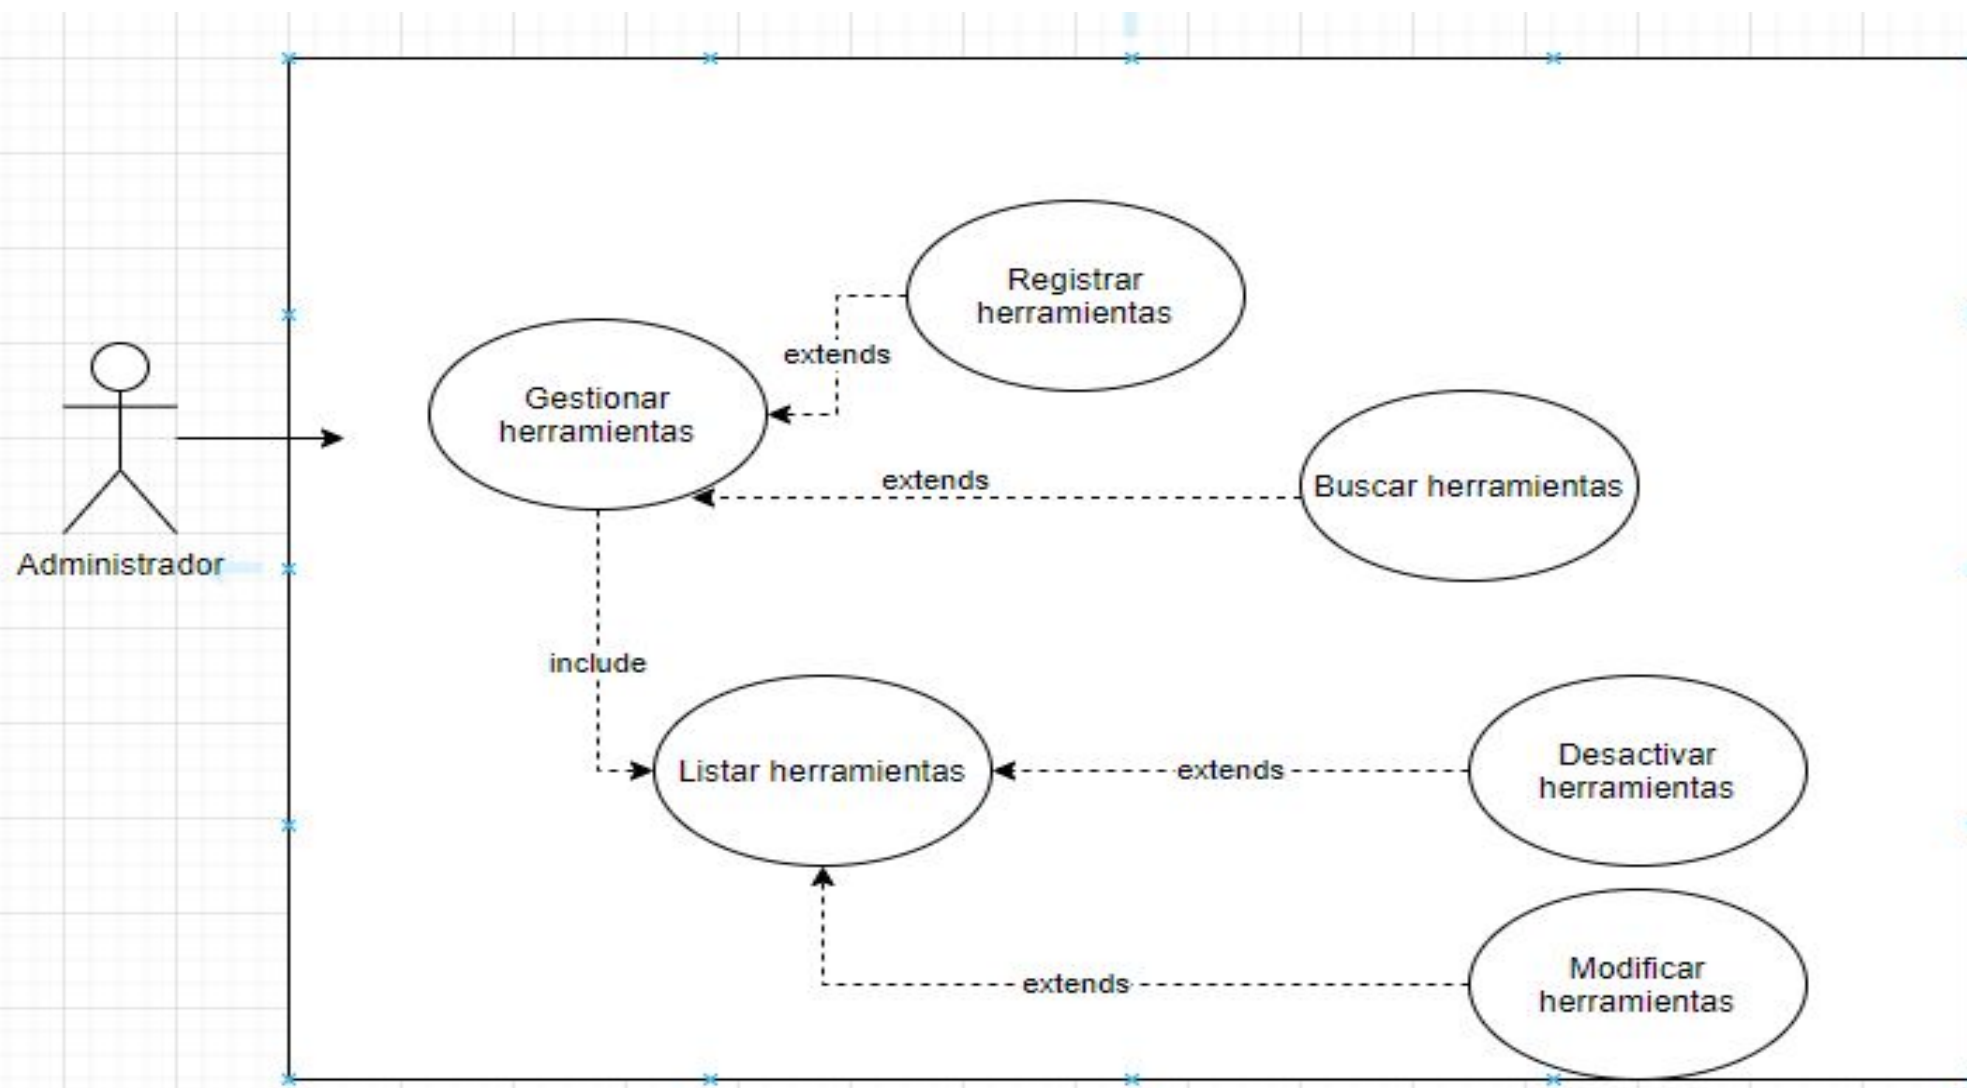 Registrar
herramientas
extends
Gestionar
herramientas
extends
Buscar herramientas
Administrador
include
Listar herramientas
extends
Desactivar
herramientas
extends
Modificar
herramientas